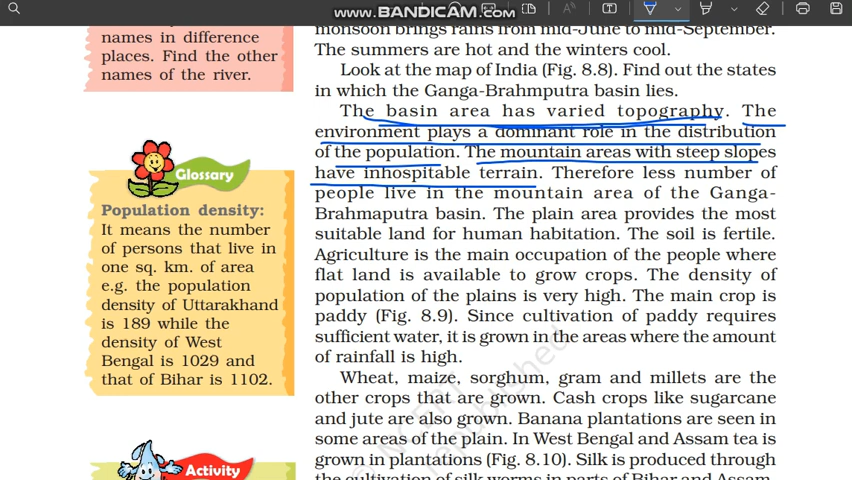 www.BANDICAM.com
names in difference
places. Find the other
names of the river.
Glossary
Population density:
It means the number
of persons that live in
one sq. km. of area
e.g. the population
density of Uttarakhand
is 189 while the
density of West
Bengal is 1029 and
that of Bihar is 1102.
Activity
monsoon brings rains from mid-June to mid-September.
The summers are hot and the winters cool.
Look at the map of India (Fig. 8.8). Find out the states
in which the Ganga-Brahmputra basin lies.
The basin area has varied topography. The
environment plays a dominant role in the distribution
of the population. The mountain areas with steep slopes
have inhospitable terrain. Therefore less number of
people live in the mountain area of the Ganga-
Brahmaputra basin. The plain area provides the most
suitable land for human habitation. The soil is fertile.
Agriculture is the main occupation of the people where
flat land is available to grow crops. The density of
population of the plains is very high. The main crop is
paddy (Fig. 8.9). Since cultivation of paddy requires
sufficient water, it is grown in the areas where the amount
of rainfall is high.
Wheat, maize, sorghum, gram and millets are the
other crops that are grown. Cash crops like sugarcane
and jute are also grown. Banana plantations are seen in
some areas of the plain. In West Bengal and Assam tea is
grown in plantations (Fig. 8.10). Silk is produced through
the cultivation of silk worms in parts of Bihar and Assam.
© NCERT
republished